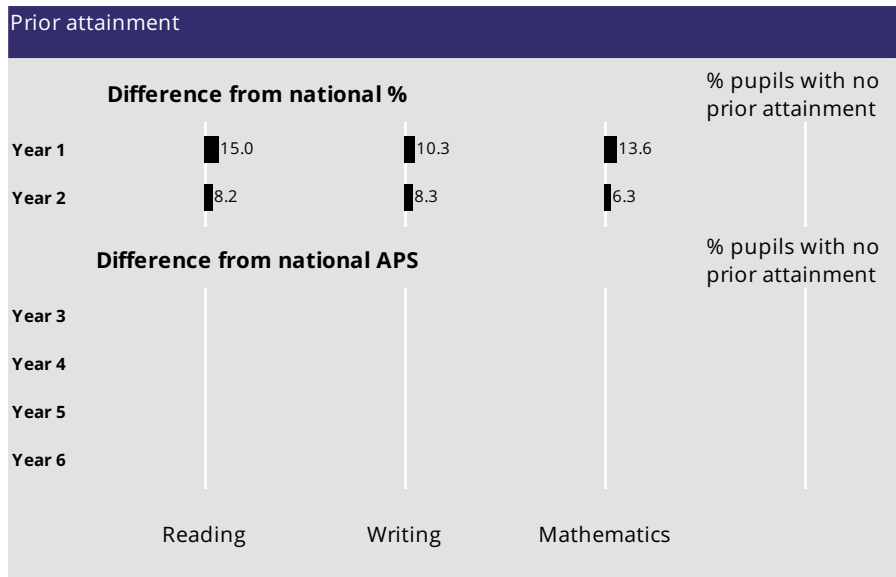 Prior attainment
Difference from national %
% pupils with no
prior attainment
Year 1 15.0 10.3 13.6
Year 2 8.2 8.3 6.3
Difference from national APS
% pupils with no
prior attainment
Year 3
Year 4
Year 5
Year 6
Reading Writing Mathematics